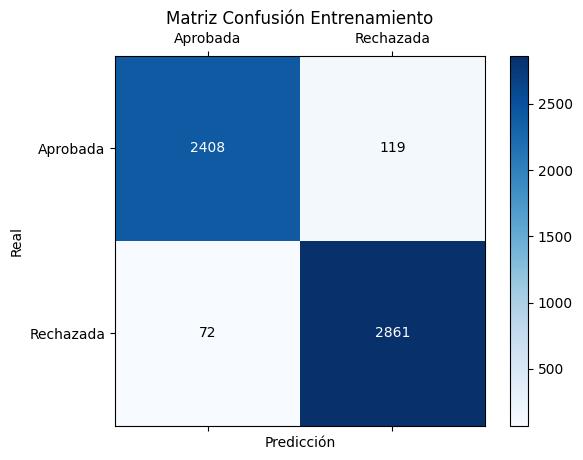 Matriz Confusión Entrenamiento
Aprobada Rechazada
Aprobada 2408 119
Rechazada 72 2861
Real
Predicción
2500
2000
1500
1000
500